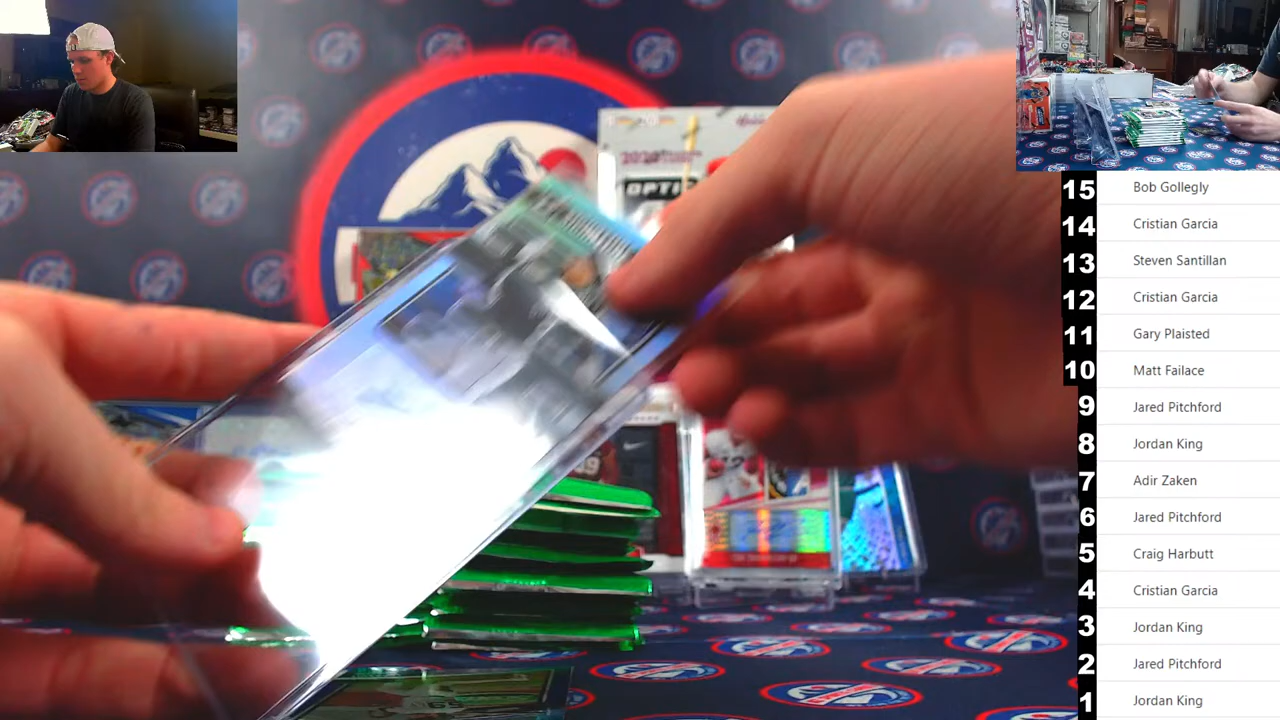 2020
OPTIC
15 Bob Gollegly
14 Cristian Garcia
13 Steven Santillan
12 Cristian Garcia
11 Gary Plaisted
10 Matt Failace
9 Jared Pitchford
8 Jordan King
7 Adir Zaken
6 Jared Pitchford
5 Craig Harbutt
4 Cristian Garcia
3 Jordan King
2 Jared Pitchford
1 Jordan King